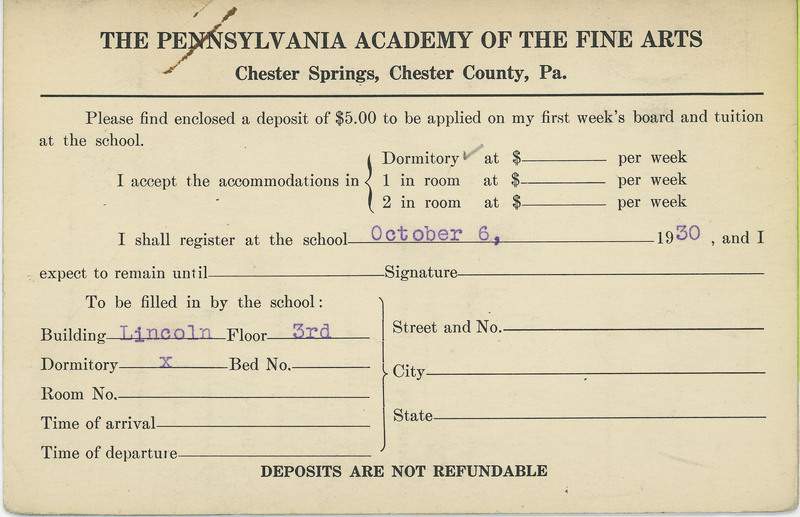 THE PENNSYLVANIA ACADEMY OF THE FINE ARTS
Chester Springs, Chester County, Pa.
Please find enclosed a deposit of $5.00 to be applied on my first week's board and tuition
at the school.
I accept the accommodations in
Dormitory ✓ at $ per week
1 in room at $ per week
2 in room at $ per week
I shall register at the school October 6, 1930 , and I
expect to remain until Signature
To be filled in by the school:
Building Lincoln Floor 3rd
Dormitory x Bed No.
Room No.
Time of arrival
Time of departure
Street and No.
City
State
DEPOSITS ARE NOT REFUNDABLE